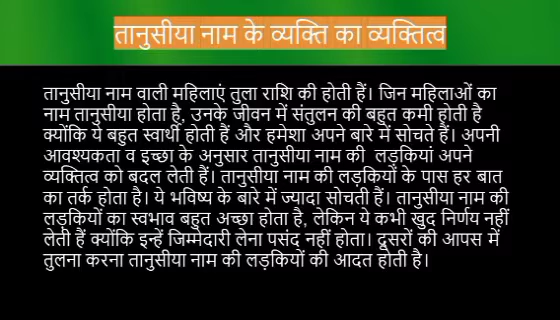 तानुसीया नाम के व्यक्ति का व्यक्तित्व
तानुसीया नाम वाली महिलाएं तुला राशि की होती हैं। जिन महिलाओं का
नाम तानुसीया होता है, उनके जीवन में संतुलन की बहुत कमी होती है
क्योंकि ये बहुत स्वार्थी होती हैं और हमेशा अपने बारे में सोचते हैं। अपनी
आवश्यकता व इच्छा के अनुसार तानुसीया नाम की लड़कियां अपने
व्यक्तित्व को बदल लेती हैं। तानुसीया नाम की लड़कियों के पास हर बात
का तर्क होता है। ये भविष्य के बारे में ज्यादा सोचती हैं। तानुसीया नाम की
लड़कियों का स्वभाव बहुत अच्छा होता है, लेकिन ये कभी खुद निर्णय नहीं
लेती हैं क्योंकि इन्हें जिम्मेदारी लेना पसंद नहीं होता। दूसरों की आपस में
तुलना करना तानुसीया नाम की लड़कियों की आदत होती है।